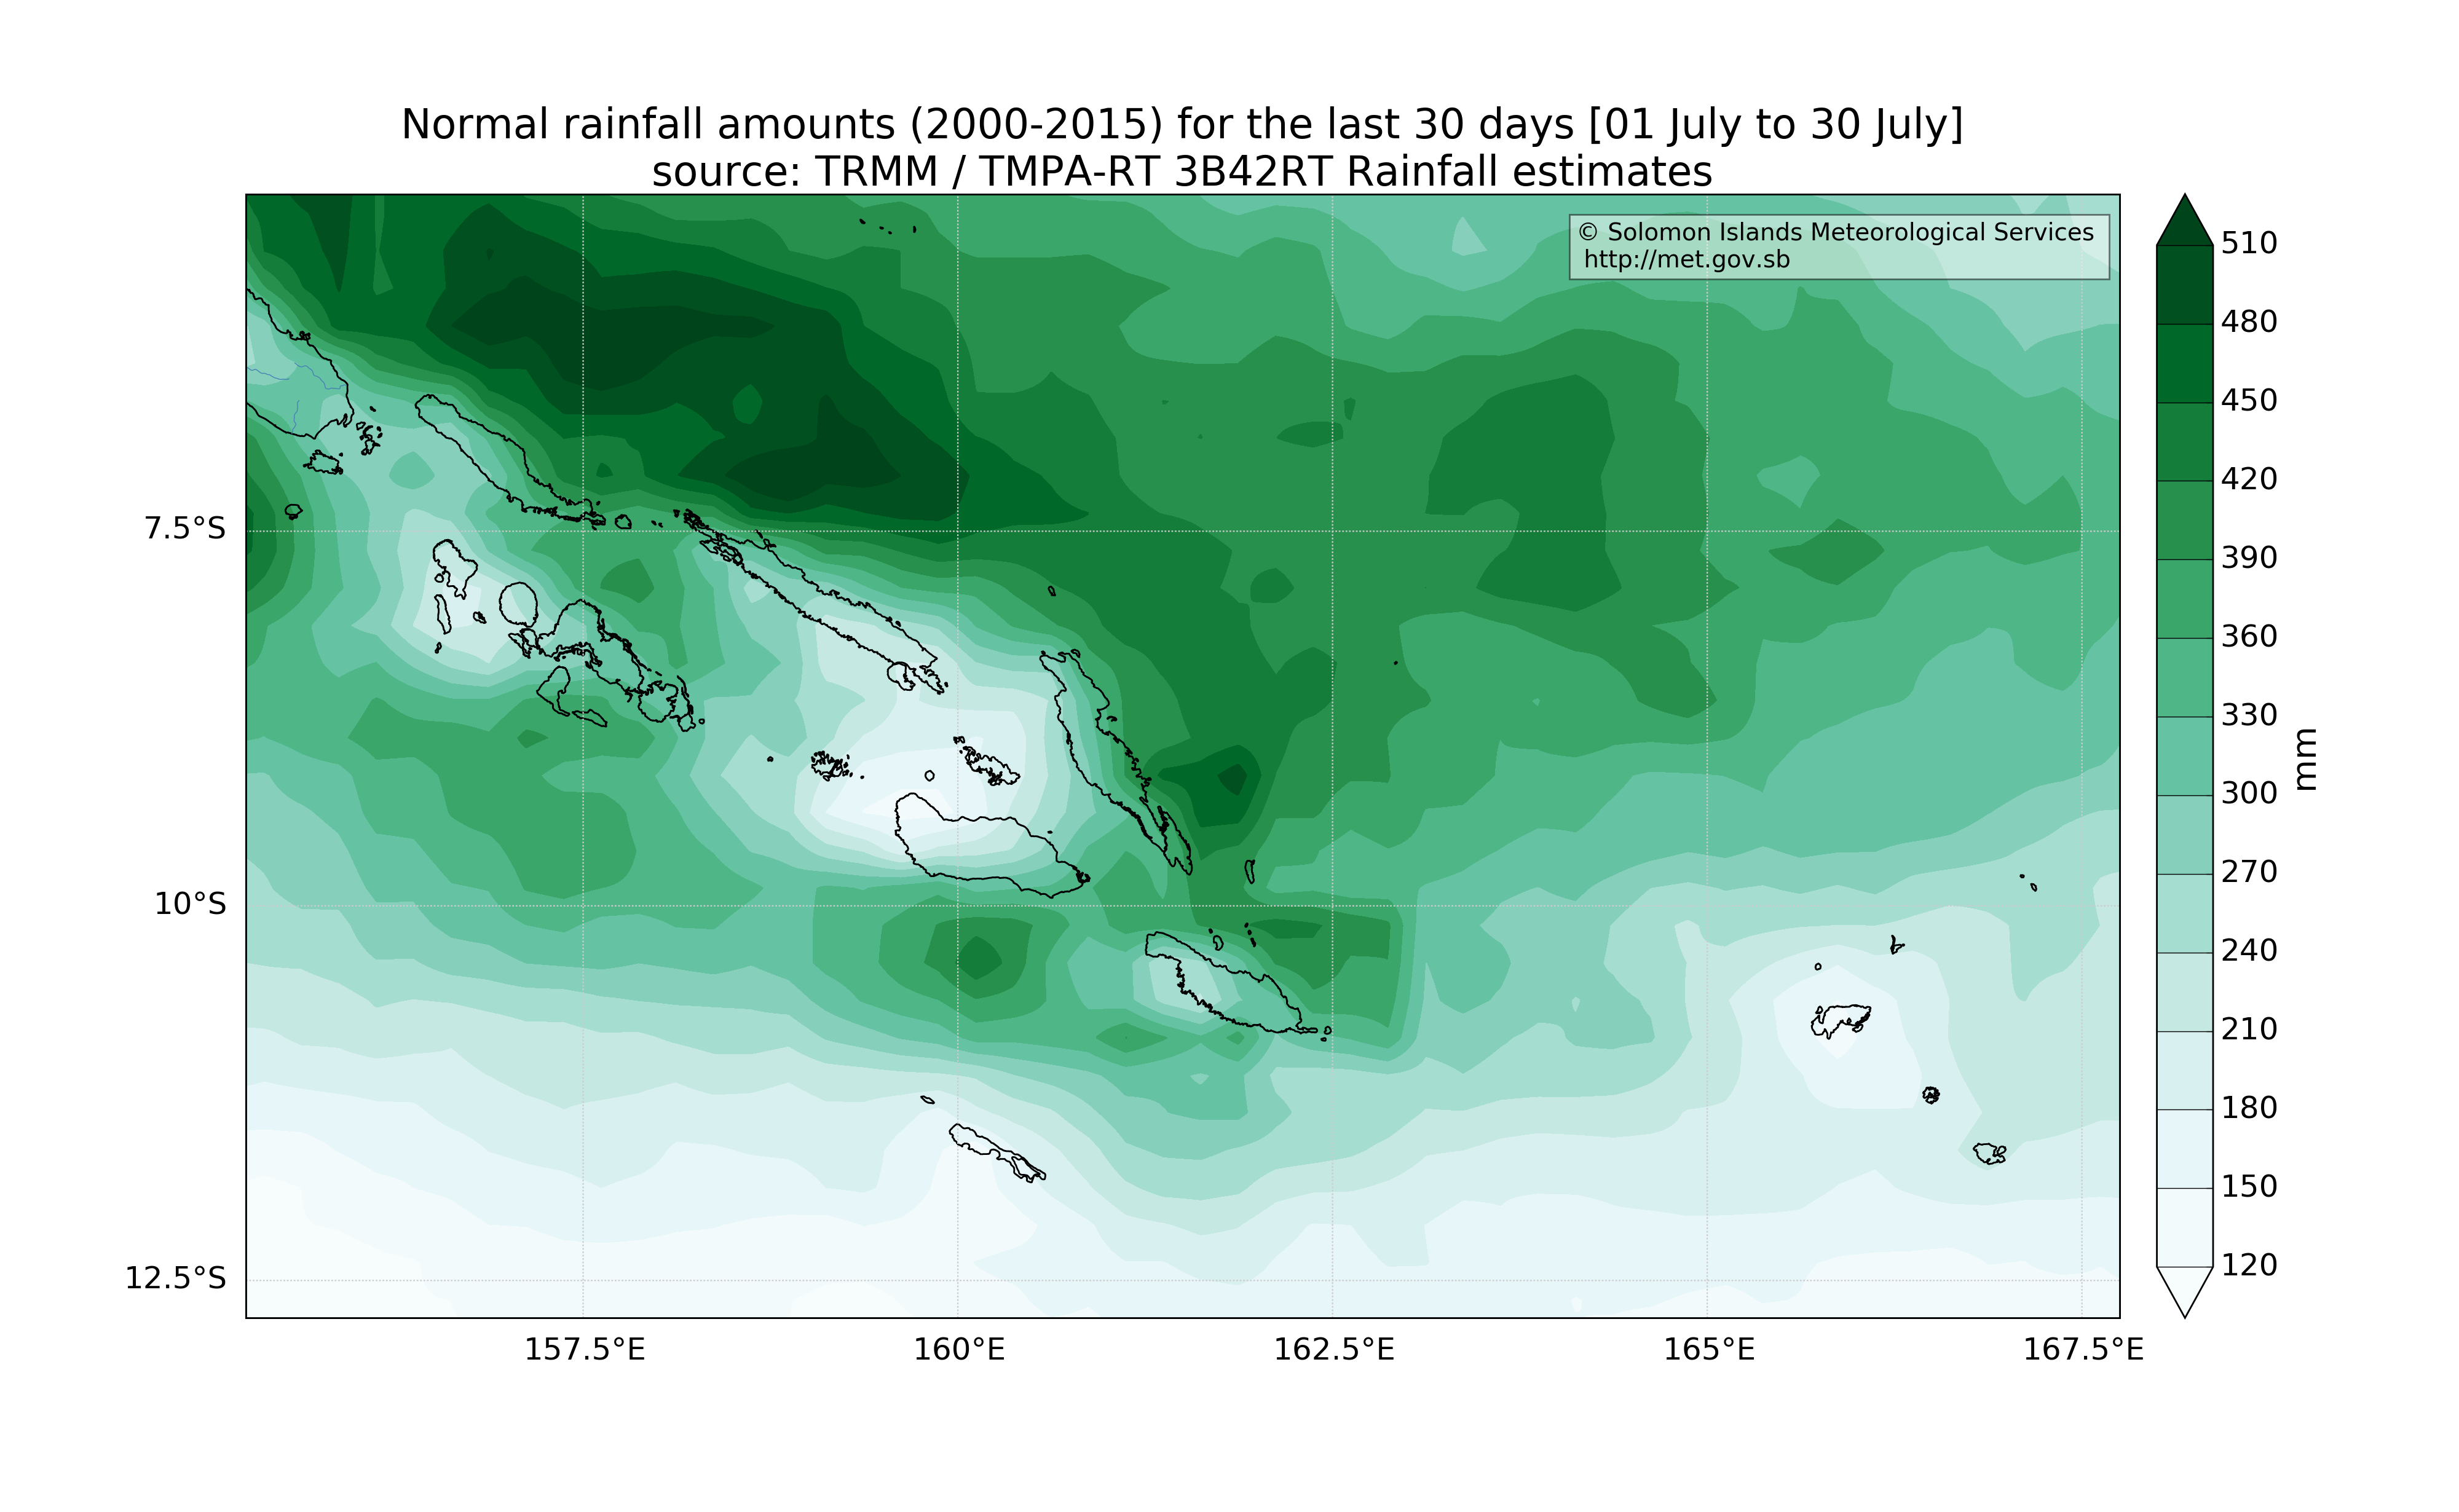 Normal rainfall amounts (2000-2015) for the last 30 days [01 July to 30 July]
source: TRMM / TMPA-RT 3B42RT Rainfall estimates
© Solomon Islands Meteorological Services
http://met.gov.sb
7.5°S
10°S
12.5°S
157.5°E
160°E
162.5°E
165°E
167.5°E
510
480
450
420
390
360
330
300
270
240
210
180
150
120
mm